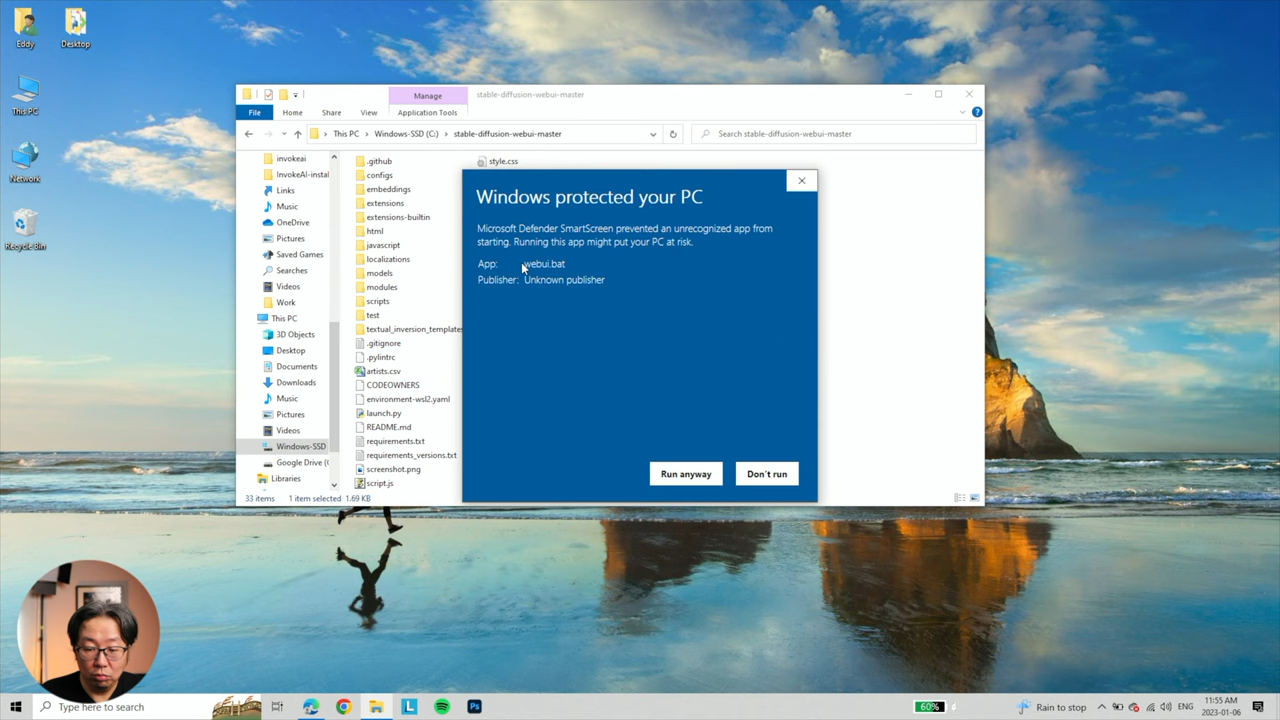 Eddy
Desktop
This PC
Network
Recycle Bin
Manage
stable-diffusion-webui-master
File
Home
Share
View
Application Tools
This PC
Windows-SSD (C:)
stable-diffusion-webui-master
Search stable-diffusion-webui-master
invokeai
InvokeAI-instal
Links
Music
OneDrive
Pictures
Saved Games
Searches
Videos
Work
This PC
3D Objects
Desktop
Documents
Downloads
Music
Pictures
Videos
Windows-SSD
Google Drive (
Libraries
.github
configs
embeddings
extensions
extensions-builtin
html
javascript
localizations
models
modules
scripts
test
textual_inversion_templates
.gitignore
.pylintrc
artists.csv
CODEOWNERS
environment-wsl2.yaml
launch.py
README.md
requirements.txt
requirements_versions.txt
screenshot.png
script.js
style.css
Windows protected your PC
Microsoft Defender SmartScreen prevented an unrecognized app from
starting. Running this app might put your PC at risk.
App: webui.bat
Publisher: Unknown publisher
Run anyway
Don't run
33 items 1 item selected 1.69 KB
Type here to search
L
Ps
60%
Rain to stop
ENG
11:55 AM
2023-01-06